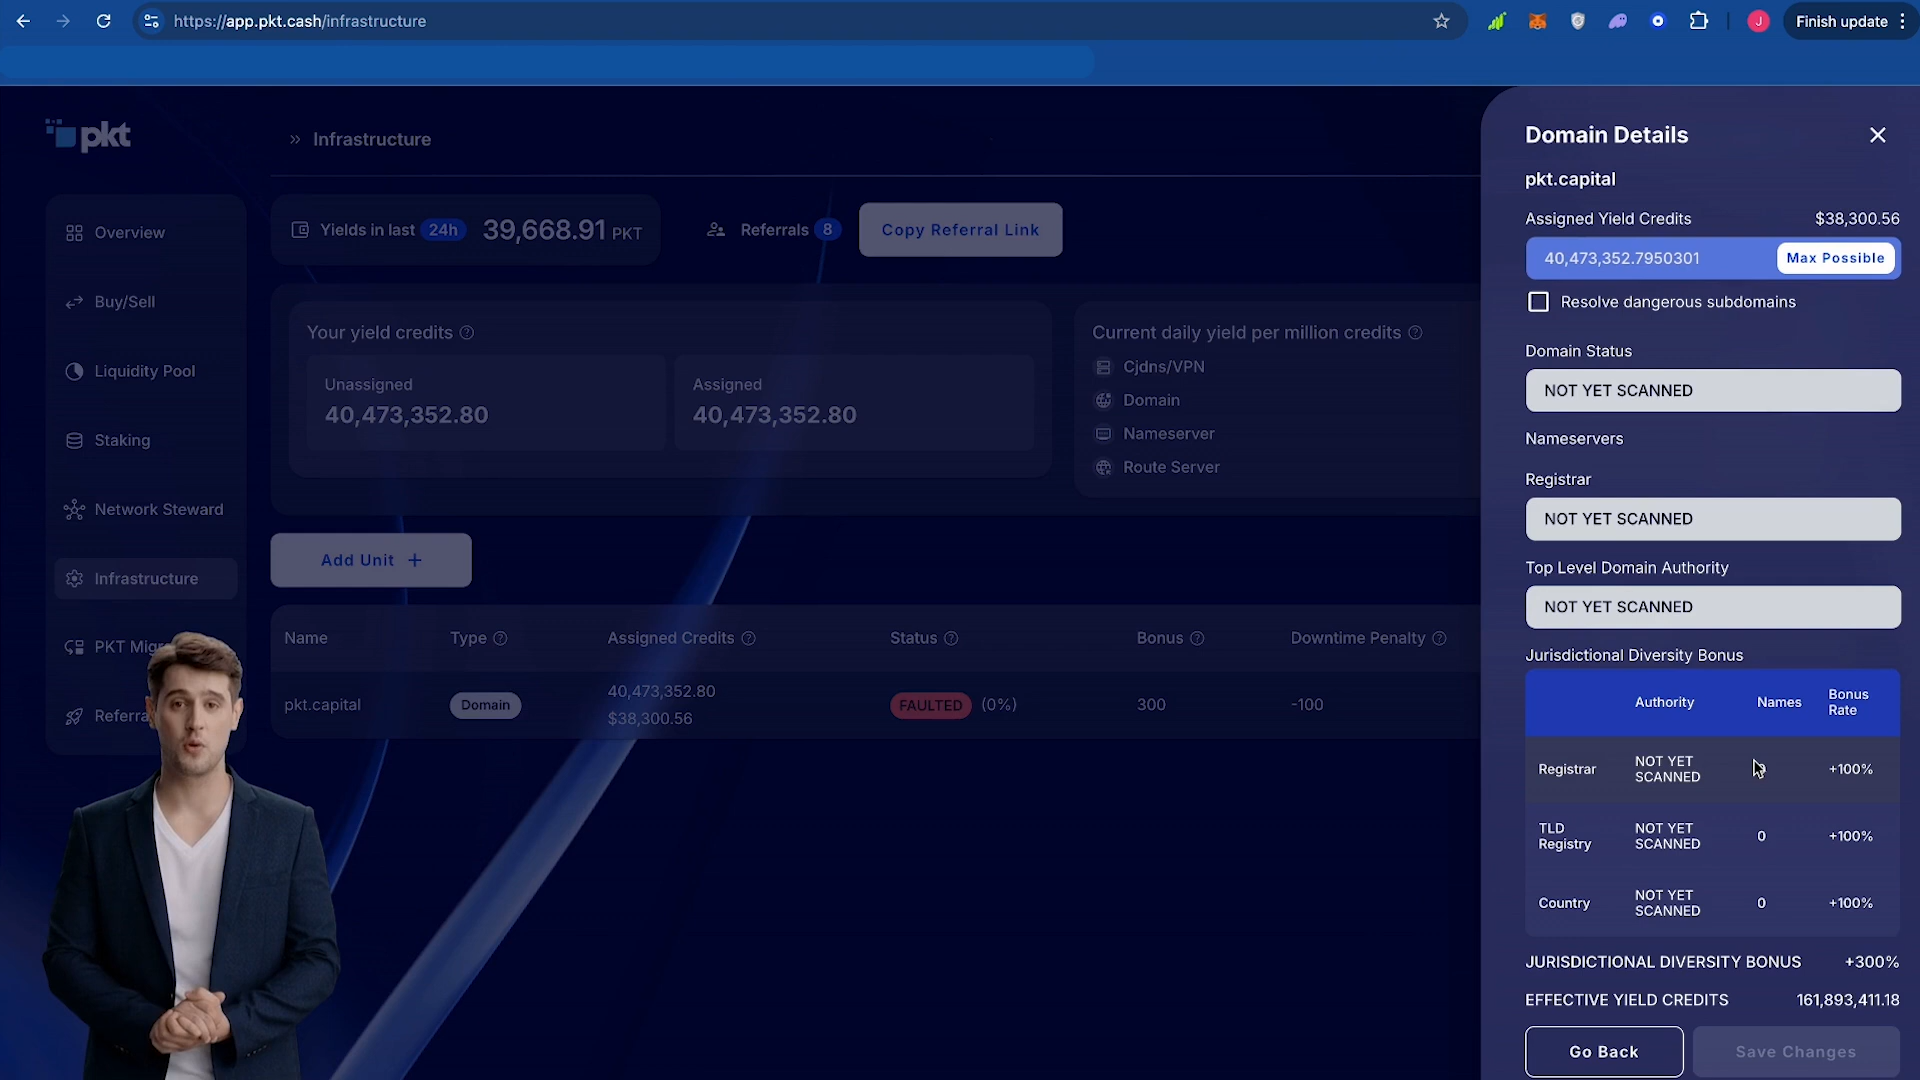 https://app.pkt.cash/infrastructure
J
Finish update
pkt
Infrastructure
Overview
Buy/Sell
Liquidity Pool
Staking
Network Steward
Infrastructure
PKT Migr
Referra
Yields in last 24h 39,668.91 PKT
Referrals 8
Copy Referral Link
Your yield credits
Unassigned
40,473,352.80
Assigned
40,473,352.80
Current daily yield per million credits
Cjdns/VPN
Domain
Nameserver
Route Server
Add Unit +
Name Type Assigned Credits Status Bonus Downtime Penalty
pkt.capital Domain 40,473,352.80 FAULTED (0%) 300 -100
$38,300.56
Domain Details
pkt.capital
Assigned Yield Credits $38,300.56
40,473,352.7950301 Max Possible
Resolve dangerous subdomains
Domain Status
NOT YET SCANNED
Nameservers
Registrar
NOT YET SCANNED
Top Level Domain Authority
NOT YET SCANNED
Jurisdictional Diversity Bonus
Authority Names Bonus Rate
Registrar NOT YET SCANNED +100%
TLD Registry NOT YET SCANNED 0 +100%
Country NOT YET SCANNED 0 +100%
JURISDICTIONAL DIVERSITY BONUS +300%
EFFECTIVE YIELD CREDITS 161,893,411.18
Go Back
Save Changes